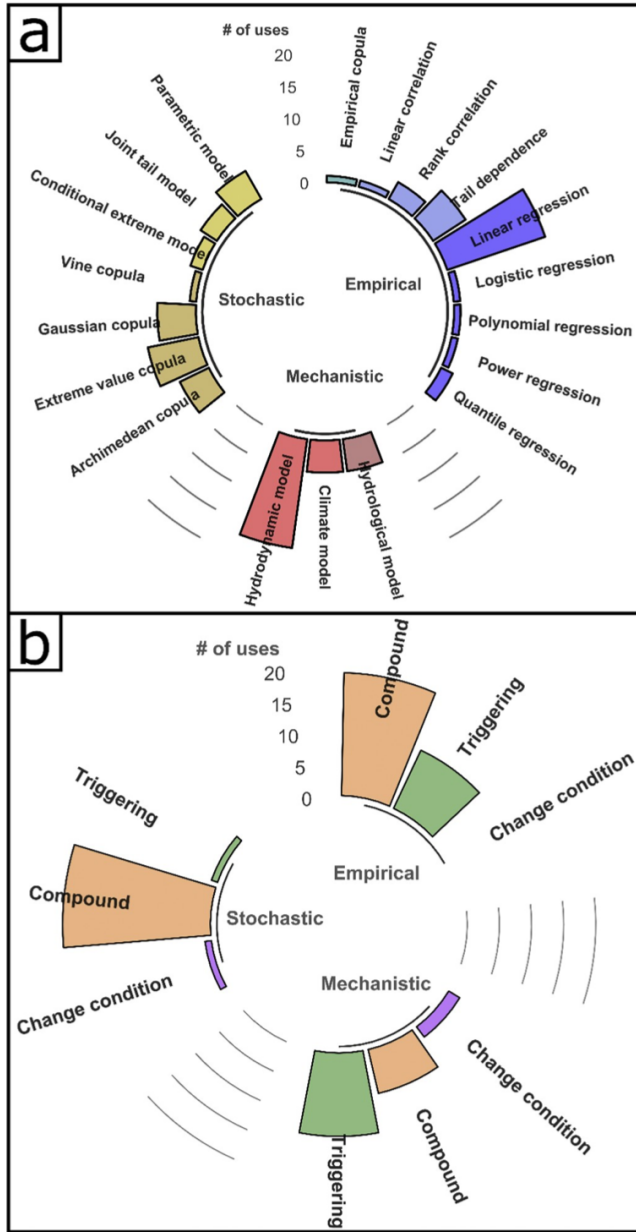 a
# of uses
20
15
10
5
0
Empirical copula
Linear correlation
Rank correlation
Tail dependence
Linear regression
Logistic regression
Polynomial regression
Power regression
Quantile regression
Empirical
Parametric model
Joint tail model
Conditional extreme mode
Vine copula
Gaussian copula
Extreme value copula
Archimedean copula
Stochastic
Mechanistic
Hydrodynamic model
Climate model
Hydrological model
b
# of uses
20
15
10
5
0
Compound
Triggering
Change condition
Empirical
Triggering
Compound
Change condition
Stochastic
Mechanistic
Triggering
Compound
Change condition